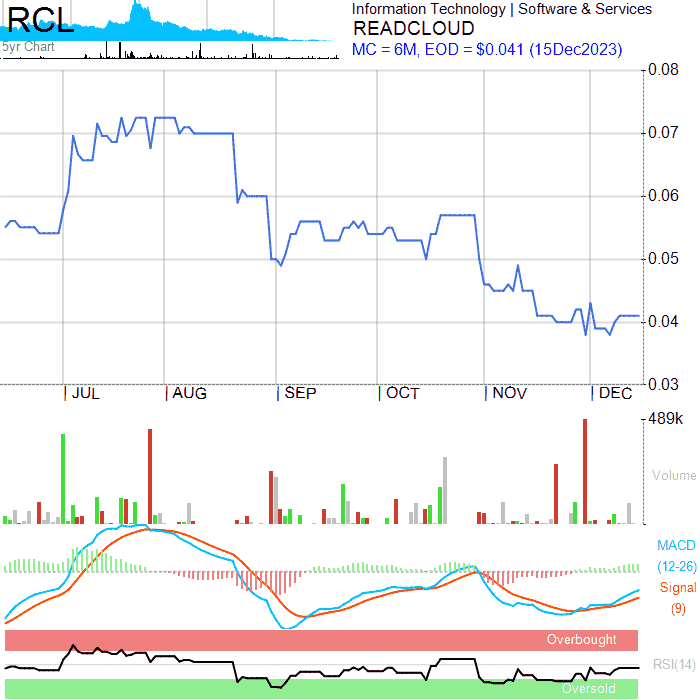 RCL
5yr Chart
Information Technology | Software & Services
READCLOUD
MC = 6M, EOD = $0.041 (15Dec2023)
0.08
0.07
0.06
0.05
0.04
0.03
JUL AUG SEP OCT NOV DEC
489k
Volume
MACD
(12-26)
Signal
(9)
Overbought
RSI(14)
Oversold